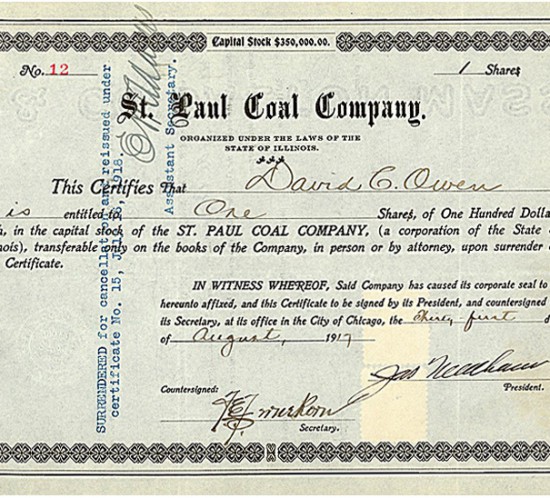 Capital Stock $350,000.00.
No. 12
1 Shares
St. Paul Coal Company.
ORGANIZED UNDER THE LAWS OF THE
STATE OF ILLINOIS.
This Certifies That David C. Owen
is entitled to One Shares, of One Hundred Dolla
, in the capital stock of the ST. PAUL COAL COMPANY, (a corporation of the State
nois), transferable only on the books of the Company, in person or by attorney, upon surrender
Certificate.
IN WITNESS WHEREOF, Said Company has caused its corporate seal to
hereunto affixed, and this Certificate to be signed by its President, and countersigned
its Secretary, at its office in the City of Chicago, the thirty first d
of August, 1917
Jas Needham
President.
Countersigned:
Secretary.
SURRENDERED for cancellation and reissued under
certificate No. 15, 1918.
Assistant Secretary.